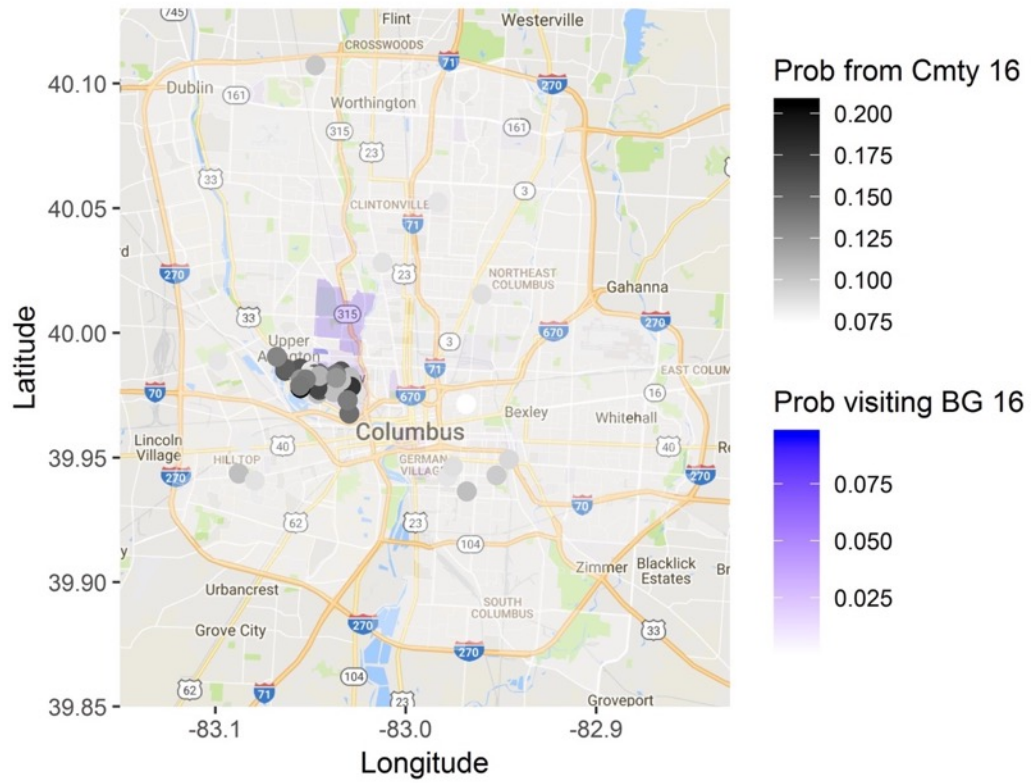 745
Flint
Westerville
CROSSWOODS
71
270
Prob from Cmty 16
40.10
Dublin
161
Worthington
0.200
315
161
0.175
23
33
3
0.150
40.05
CLINTONVILLE
71
0.125
d
270
23
NORTHEAST
COLUMBUS
0.100
Gahanna
0.075
33
315
270
40.00
670
Upper
3
Latitude
71
EAST COLUM
70
670
16
Prob visiting BG 16
Bexley
Whitehall
Columbus
Lincoln
Village
40
40
39.95
HILLTOP
GERMAN
270
270
0.075
70
62
23
104
0.050
y
Zimmer
Blacklick
Estates
Br
39.90
Urbancrest
SOUTH
COLUMBUS
0.025
Grove City
270
33
270
104
62
71
23
Groveport
39.85
-83.1
-83.0
-82.9
Longitude